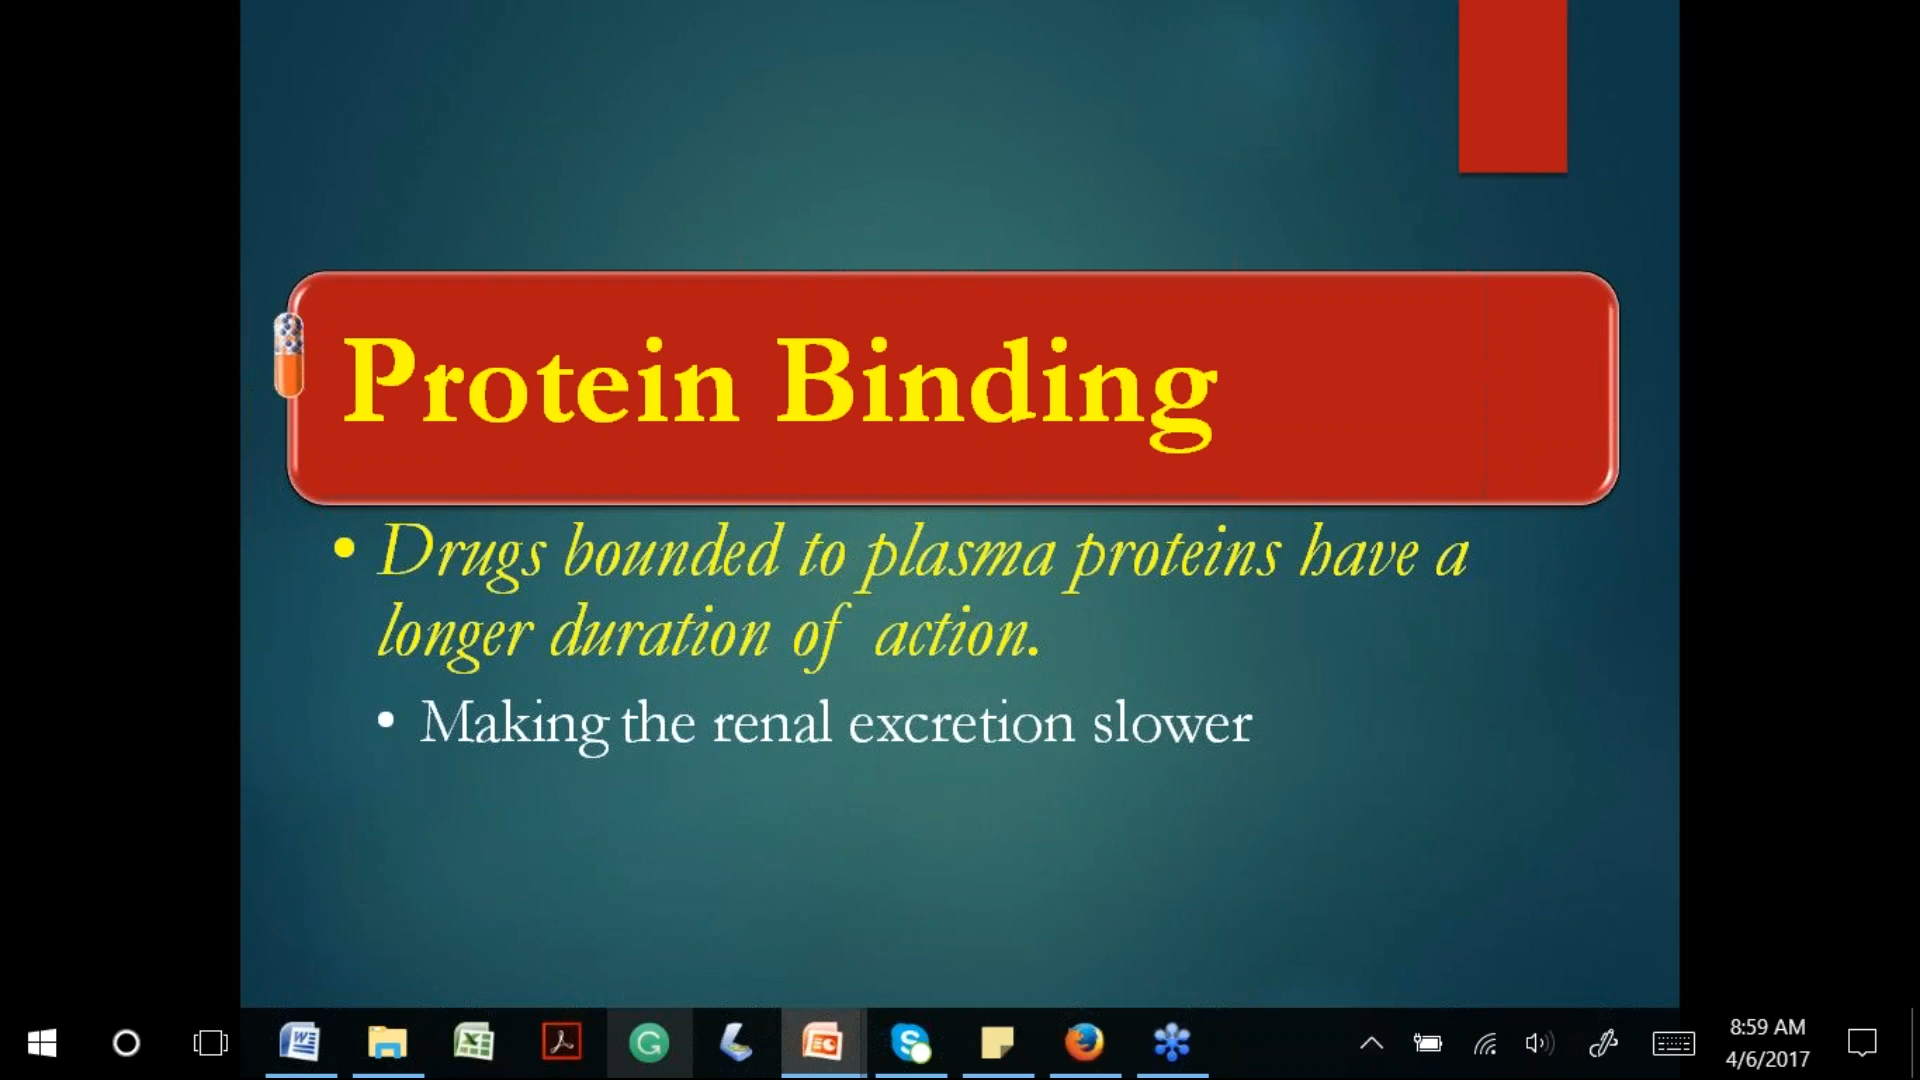 Protein Binding
• Drugs bounded to plasma proteins have a
longer duration of action.
• Making the renal excretion slower
8:59 AM
4/6/2017